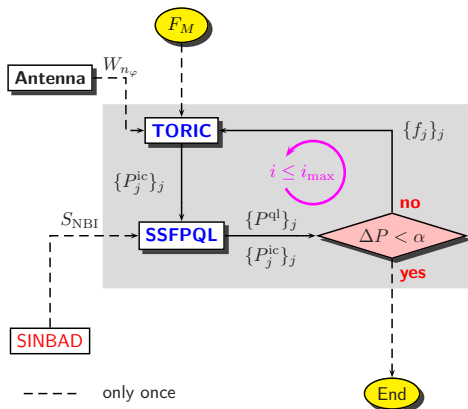 F_M
Antenna
W_{n_φ}
TORIC
{f_j}_j
{P_j^{ic}}_j
i ≤ i_max
no
S_NBI
SSFPQL
{P^{ql}}_j
{P_j^{ic}}_j
ΔP < α
yes
SINBAD
only once
End